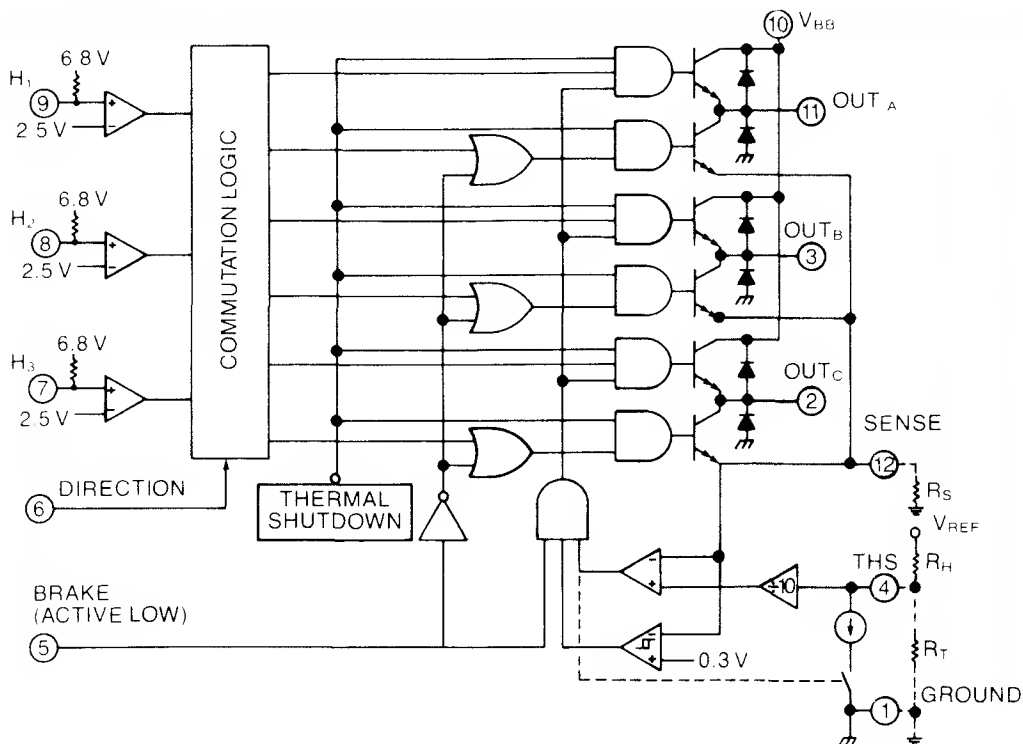 10 V_BB
6.8 V
H₁
9
+
2.5 V
−
11 OUT_A
6.8 V
H₂
8
+
2.5 V
−
COMMUTATION LOGIC
OUT_B
3
6.8 V
H₃
7
+
2.5 V
−
OUT_C
2
SENSE
12
R_S
6 DIRECTION
THERMAL
SHUTDOWN
V_REF
−
+
÷10
THS
4
R_H
BRAKE
(ACTIVE LOW)
5
−
+
0.3 V
R_T
GROUND
1